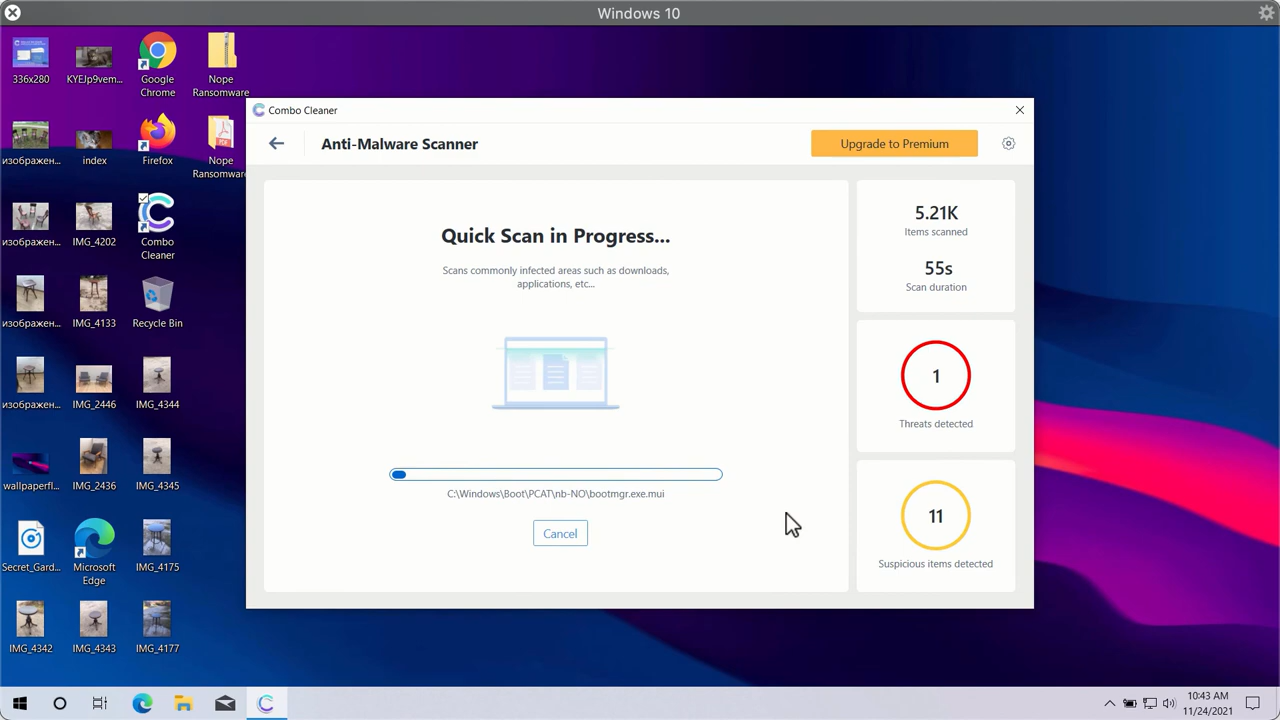 Windows 10
336x280
KYEJp9vem...
Google
Chrome
Nope
Ransomware
изображен...
index
Firefox
Nope
Ransomware
изображен...
IMG_4202
Combo
Cleaner
изображен...
IMG_4133
Recycle Bin
изображен...
IMG_2446
IMG_4344
wallpaperfl...
IMG_2436
IMG_4345
Secret_Gard...
Microsoft
Edge
IMG_4175
IMG_4342
IMG_4343
IMG_4177
Combo Cleaner
Anti-Malware Scanner
Upgrade to Premium
Quick Scan in Progress...
Scans commonly infected areas such as downloads,
applications, etc...
C:\Windows\Boot\PCAT\nb-NO\bootmgr.exe.mui
Cancel
5.21K
Items scanned
55s
Scan duration
1
Threats detected
11
Suspicious items detected
10:43 AM
11/24/2021